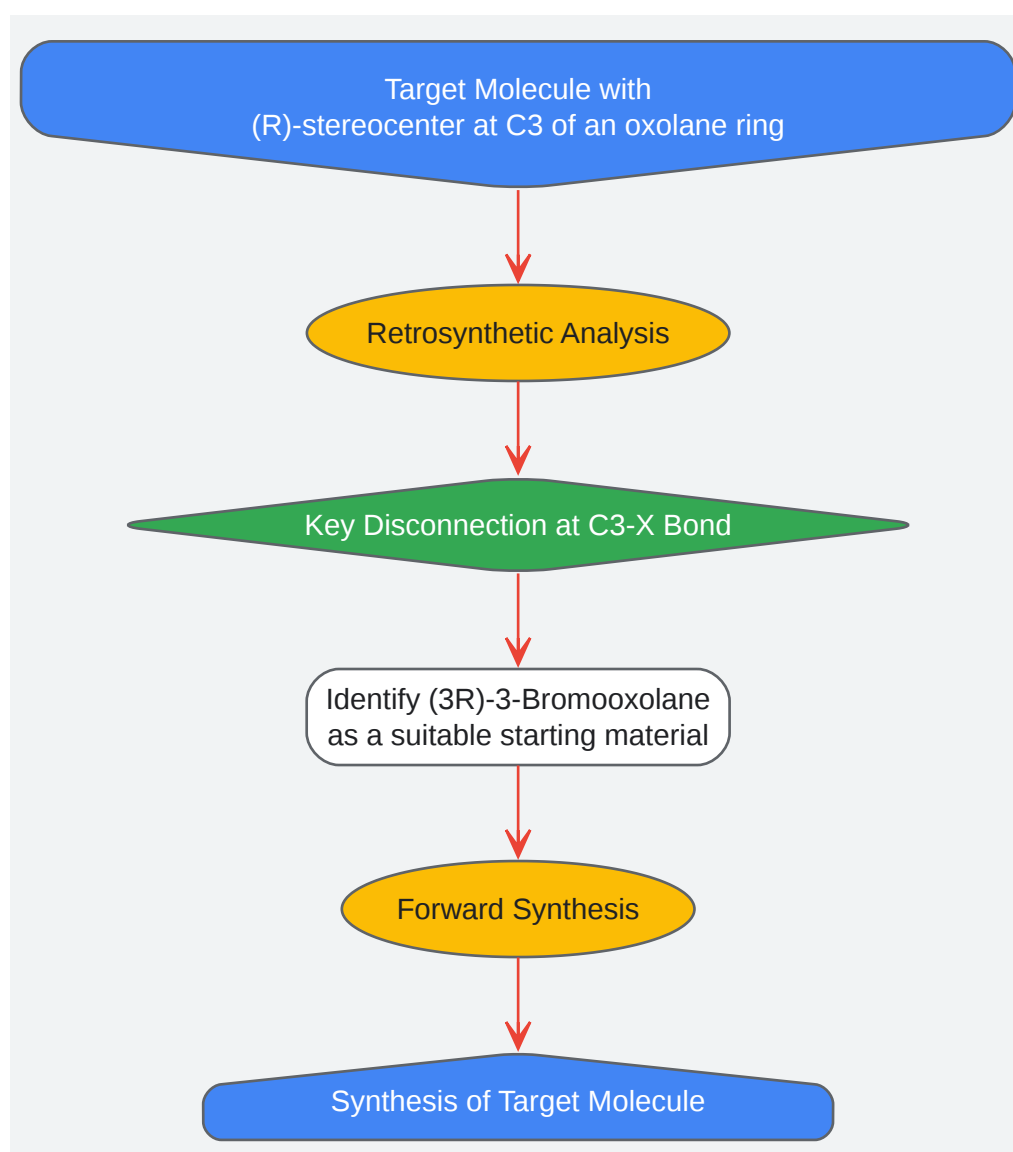 Target Molecule with
(R)-stereocenter at C3 of an oxolane ring
Retrosynthetic Analysis
Key Disconnection at C3-X Bond
Identify (3R)-3-Bromooxolane
as a suitable starting material
Forward Synthesis
Synthesis of Target Molecule